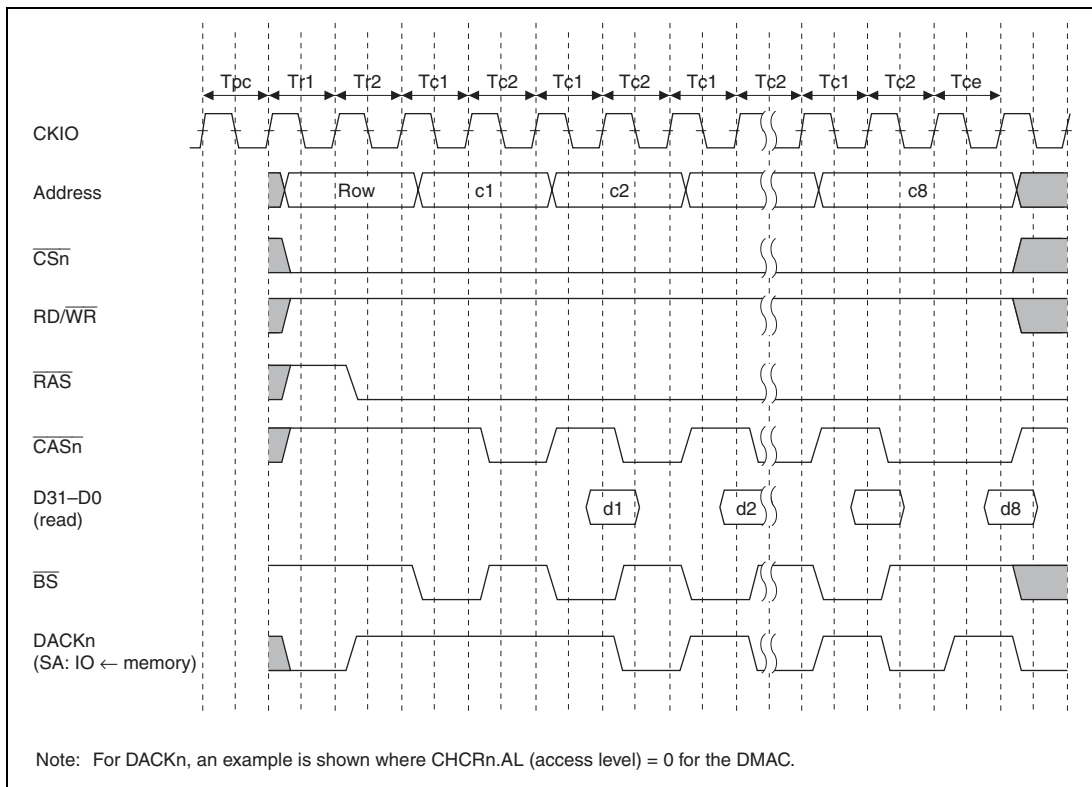 Tpc Tr1 Tr2 Tc1 Tc2 Tc1 Tc2 Tc1 Tc2 Tc1 Tc2 Tce
CKIO
Address Row c1 c2 c8
CSn
RD/WR
RAS
CASn
D31–D0
(read) d1 d2 d8
BS
DACKn
(SA: IO ← memory)
Note: For DACKn, an example is shown where CHCRn.AL (access level) = 0 for the DMAC.